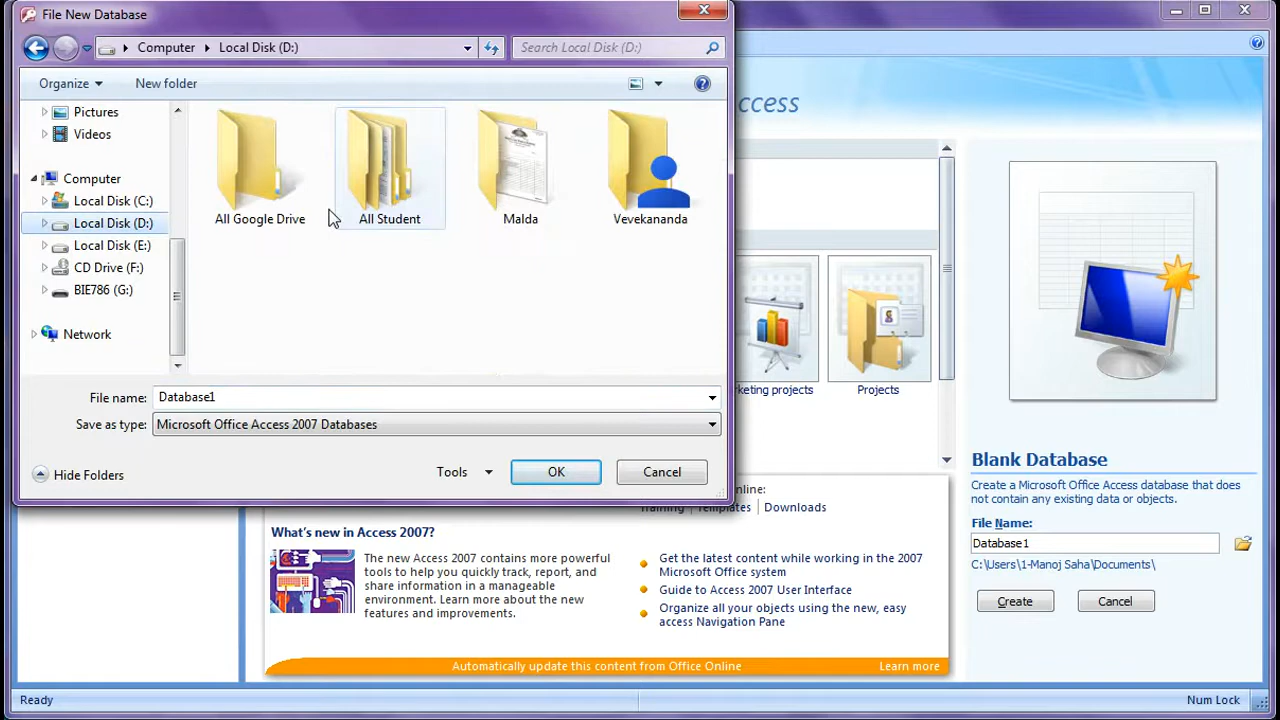 File New Database
Computer
Local Disk (D:)
Search Local Disk (D:)
Organize
New folder
Pictures
Videos
Computer
Local Disk (C:)
Local Disk (D:)
Local Disk (E:)
CD Drive (F:)
BIE786 (G:)
Network
All Google Drive
All Student
Malda
Vevekananda
File name:
Database1
Save as type:
Microsoft Office Access 2007 Databases
Hide Folders
Tools
OK
Cancel
ccess
keting projects
Projects
nline:
Training
Templates
Downloads
What's new in Access 2007?
The new Access 2007 contains more powerful
tools to help you quickly track, report, and
share information in a manageable
environment. Learn more about the new
features and improvements.
Get the latest content while working in the 2007
Microsoft Office system
Guide to Access 2007 User Interface
Organize all your objects using the new, easy
access Navigation Pane
Automatically update this content from Office Online
Learn more
Blank Database
Create a Microsoft Office Access database that does
not contain any existing data or objects.
File Name:
Database1
C:\Users\1-Manoj Saha\Documents\
Create
Cancel
Ready
Num Lock